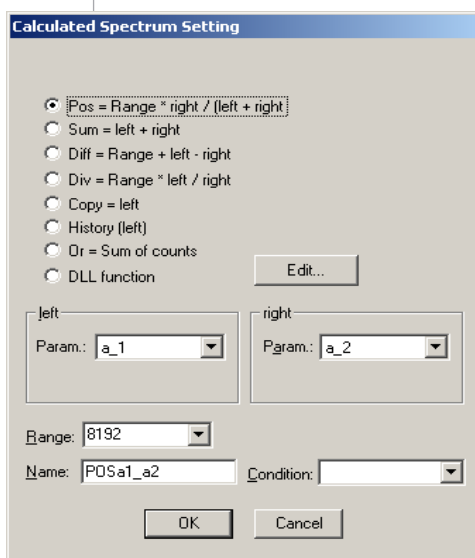 Calculated Spectrum Setting
Pos = Range * right / (left + right
Sum = left + right
Diff = Range + left - right
Div = Range * left / right
Copy = left
History (left)
Or = Sum of counts
DLL function
Edit...
left
right
Param.: a_1
Param.: a_2
Range: 8192
Name: POSa1_a2
Condition:
OK
Cancel